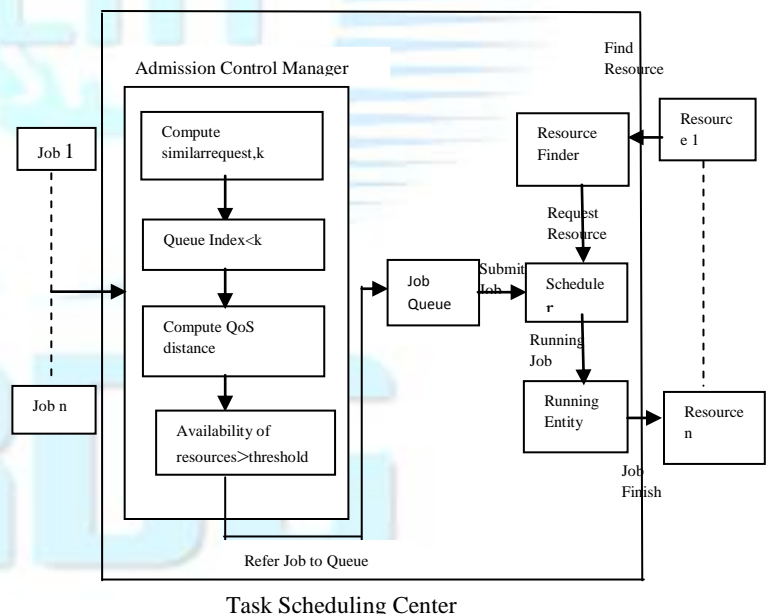 Find
Resource
Admission Control Manager
Job 1
Compute
similarrequest,k
Resource
Finder
Resourc
e 1
Queue Index<k
Request
Resource
Job
Queue
Submit
Job
Schedule
r
Compute QoS
distance
Running
Job
Job n
Availability of
resources>threshold
Running
Entity
Resource
n
Job
Finish
Refer Job to Queue
Task Scheduling Center